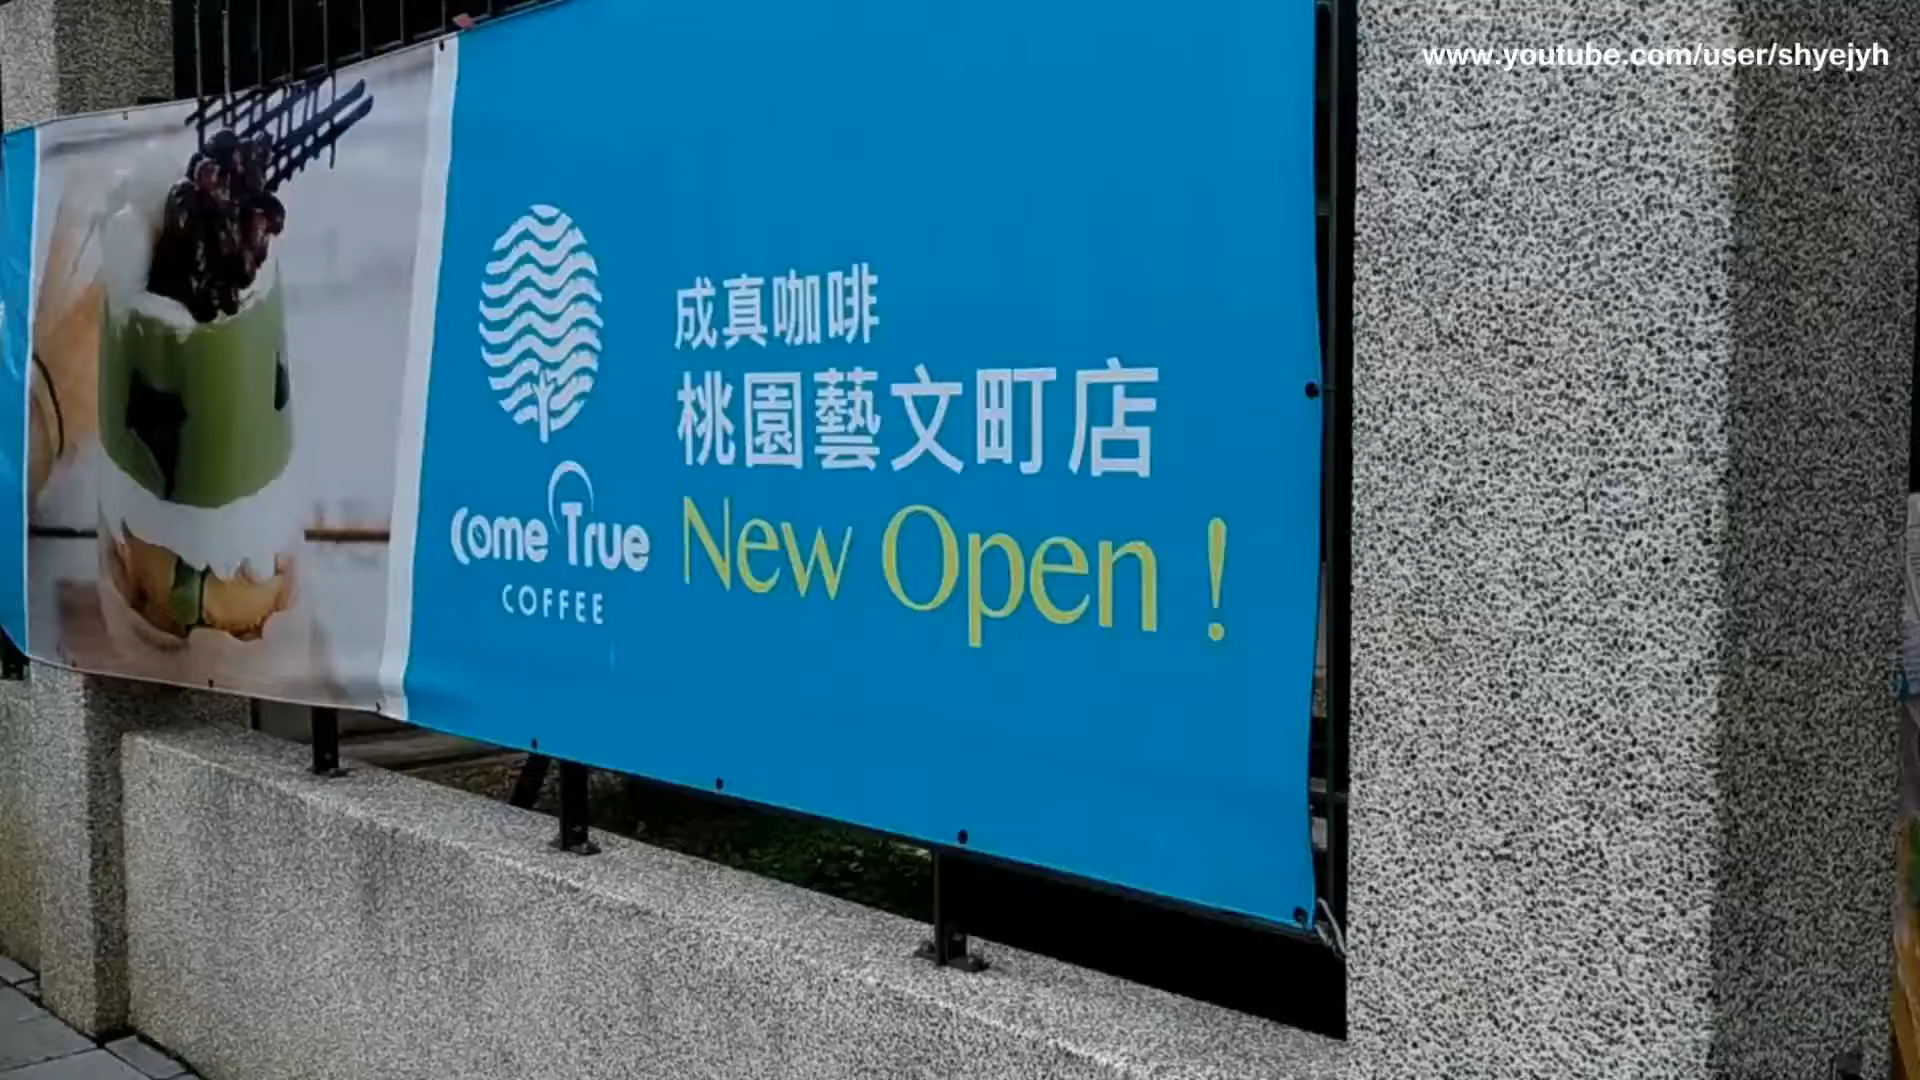 www.youtube.com/user/shyejyh
成真咖啡
桃園藝文町店
New Open !
Come True
COFFEE